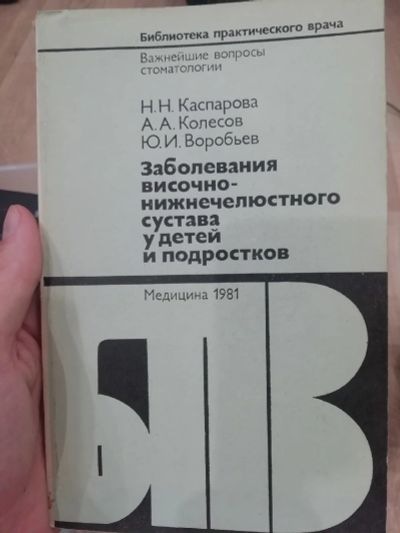 Библиотека практического врача
Важнейшие вопросы
стоматологии
Н. Н. Каспарова
А. А. Колесов
Ю. И. Воробьев
Заболевания
височно-
нижнечелюстного
сустава
у детей
и подростков
Медицина 1981
БПВ